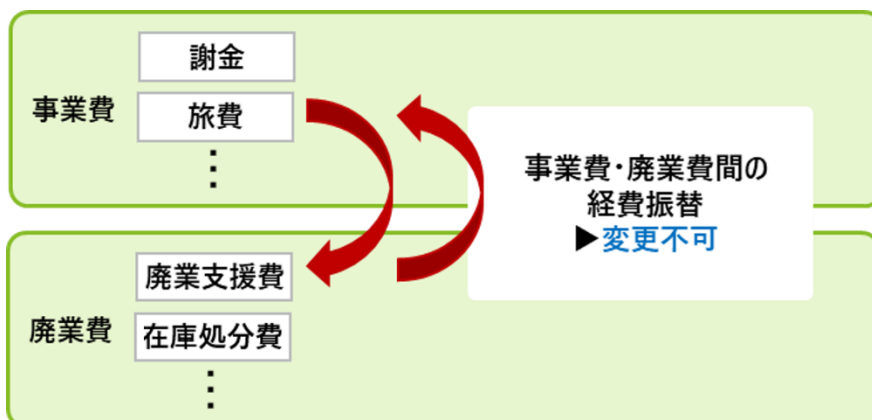 事業費
謝金
旅費
⋮
廃業費
廃業支援費
在庫処分費
⋮
事業費・廃業費間の
経費振替
▶変更不可